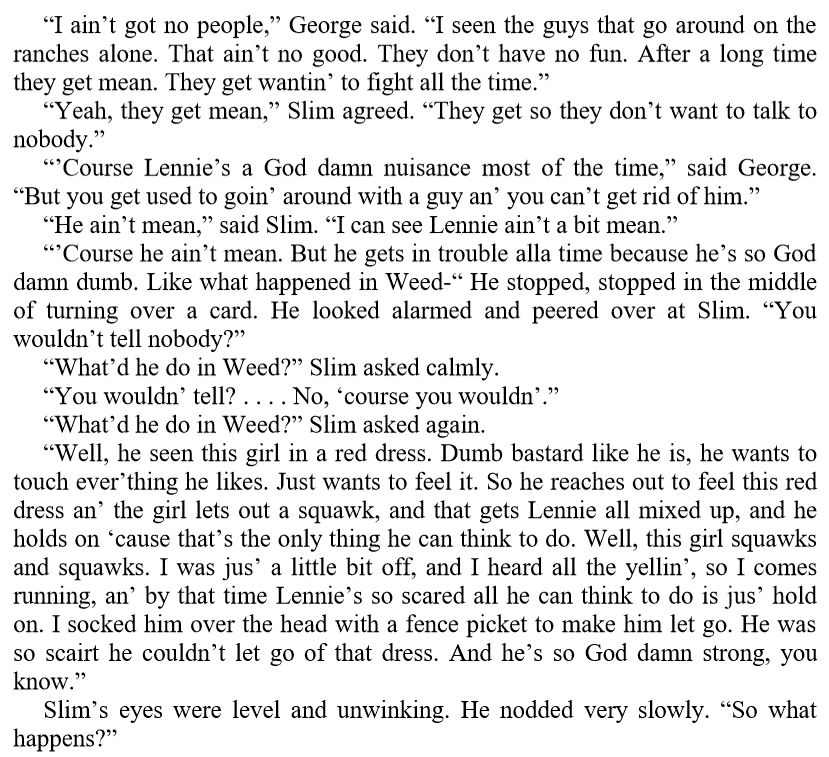 “I ain’t got no people,” George said. “I seen the guys that go around on the
ranches alone. That ain’t no good. They don’t have no fun. After a long time
they get mean. They get wantin’ to fight all the time.”
“Yeah, they get mean,” Slim agreed. “They get so they don’t want to talk to
nobody.”
“’Course Lennie’s a God damn nuisance most of the time,” said George.
“But you get used to goin’ around with a guy an’ you can’t get rid of him.”
“He ain’t mean,” said Slim. “I can see Lennie ain’t a bit mean.”
“’Course he ain’t mean. But he gets in trouble alla time because he’s so God
damn dumb. Like what happened in Weed-“ He stopped, stopped in the middle
of turning over a card. He looked alarmed and peered over at Slim. “You
wouldn’t tell nobody?”
“What’d he do in Weed?” Slim asked calmly.
“You wouldn’ tell? . . . . No, ‘course you wouldn’.”
“What’d he do in Weed?” Slim asked again.
“Well, he seen this girl in a red dress. Dumb bastard like he is, he wants to
touch ever’thing he likes. Just wants to feel it. So he reaches out to feel this red
dress an’ the girl lets out a squawk, and that gets Lennie all mixed up, and he
holds on ‘cause that’s the only thing he can think to do. Well, this girl squawks
and squawks. I was jus’ a little bit off, and I heard all the yellin’, so I comes
running, an’ by that time Lennie’s so scared all he can think to do is jus’ hold
on. I socked him over the head with a fence picket to make him let go. He was
so scairt he couldn’t let go of that dress. And he’s so God damn strong, you
know.”
Slim’s eyes were level and unwinking. He nodded very slowly. “So what
happens?”